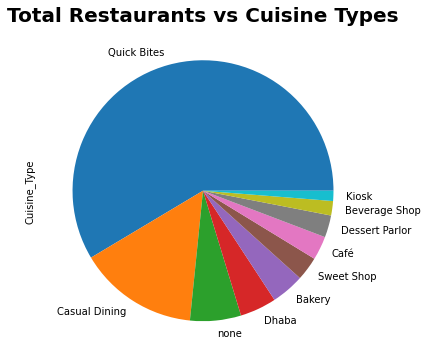 Total Restaurants vs Cuisine Types
Quick Bites
Cuisine_Type
Kiosk
Beverage Shop
Dessert Parlor
Café
Sweet Shop
Bakery
Dhaba
none
Casual Dining